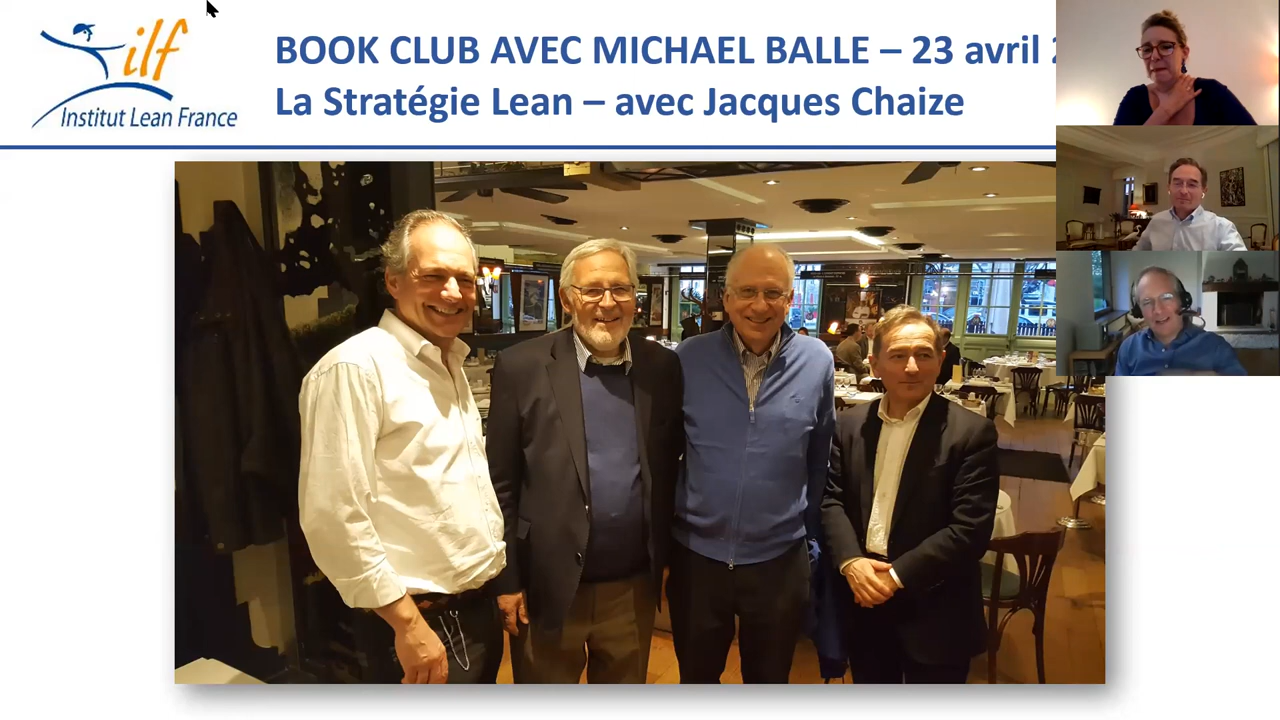 ilf
Institut Lean France
BOOK CLUB AVEC MICHAEL BALLE – 23 avril
La Stratégie Lean – avec Jacques Chaize